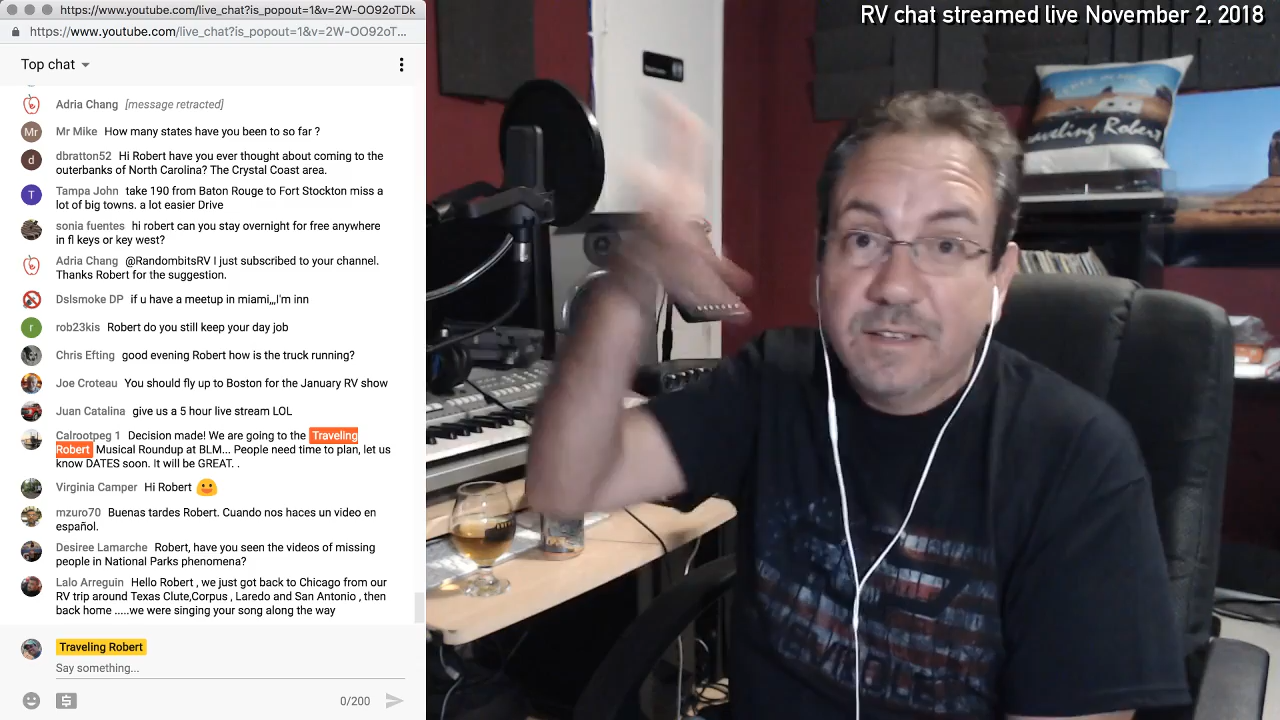 https://www.youtube.com/live_chat?is_popout=1&v=2W-OO92oTDk
https://www.youtube.com/live_chat?is_popout=1&v=2W-OO92oT...
Top chat
Adria Chang [message retracted]
Mr Mr Mike How many states have you been to so far ?
d dbratton52 Hi Robert have you ever thought about coming to the
outerbanks of North Carolina? The Crystal Coast area.
T Tampa John take 190 from Baton Rouge to Fort Stockton miss a
lot of big towns. a lot easier Drive
sonia fuentes hi robert can you stay overnight for free anywhere
in fl keys or key west?
Adria Chang @RandombitsRV I just subscribed to your channel.
Thanks Robert for the suggestion.
Dslsmoke DP if u have a meetup in miami,,,I'm inn
r rob23kis Robert do you still keep your day job
Chris Efting good evening Robert how is the truck running?
Joe Croteau You should fly up to Boston for the January RV show
Juan Catalina give us a 5 hour live stream LOL
Calrootpeg 1 Decision made! We are going to the Traveling
Robert Musical Roundup at BLM... People need time to plan, let us
know DATES soon. It will be GREAT. .
Virginia Camper Hi Robert
mzuro70 Buenas tardes Robert. Cuando nos haces un video en
español.
Desiree Lamarche Robert, have you seen the videos of missing
people in National Parks phenomena?
Lalo Arreguin Hello Robert , we just got back to Chicago from our
RV trip around Texas Clute,Corpus , Laredo and San Antonio , then
back home .....we were singing your song along the way
Traveling Robert
Say something...
0/200
RV chat streamed live November 2, 2018
Traveling Robert